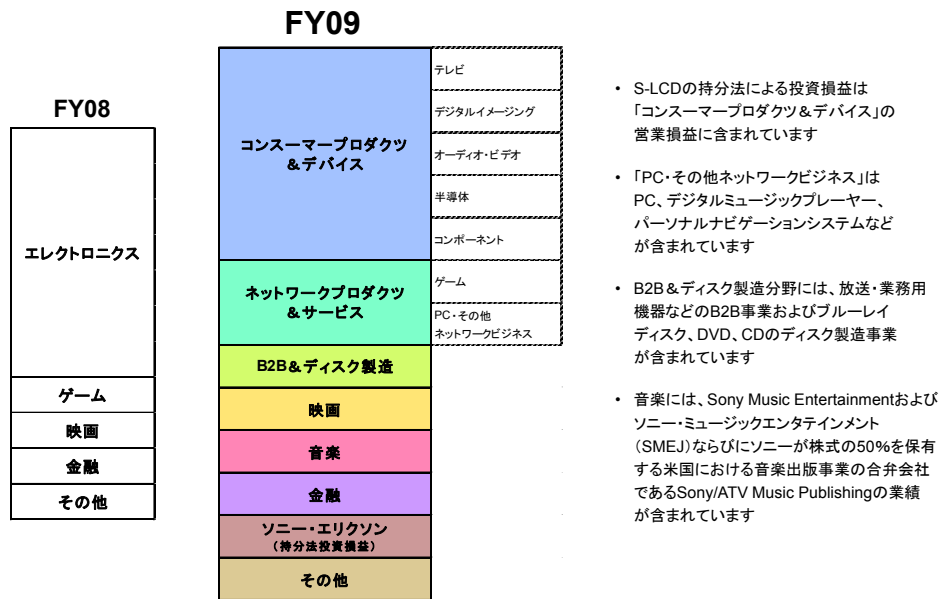 FY08
エレクトロニクス
ゲーム
映画
金融
その他
FY09
コンスーマープロダクツ
＆デバイス
テレビ
デジタルイメージング
オーディオ・ビデオ
半導体
コンポーネント
ネットワークプロダクツ
＆サービス
ゲーム
PC・その他
ネットワークビジネス
B2B＆ディスク製造
映画
音楽
金融
ソニー・エリクソン
（持分法投資損益）
その他
• S-LCDの持分法による投資損益は
「コンスーマープロダクツ＆デバイス」の
営業損益に含まれています
• 「PC・その他ネットワークビジネス」は
PC、デジタルミュージックプレーヤー、
パーソナルナビゲーションシステムなど
が含まれています
• B2B＆ディスク製造分野には、放送・業務用
機器などのB2B事業およびブルーレイ
ディスク、DVD、CDのディスク製造事業
が含まれています
• 音楽には、Sony Music Entertainmentおよび
ソニー・ミュージックエンタテインメント
（SMEJ）ならびにソニーが株式の50%を保有
する米国における音楽出版事業の合弁会社
であるSony/ATV Music Publishingの業績
が含まれています